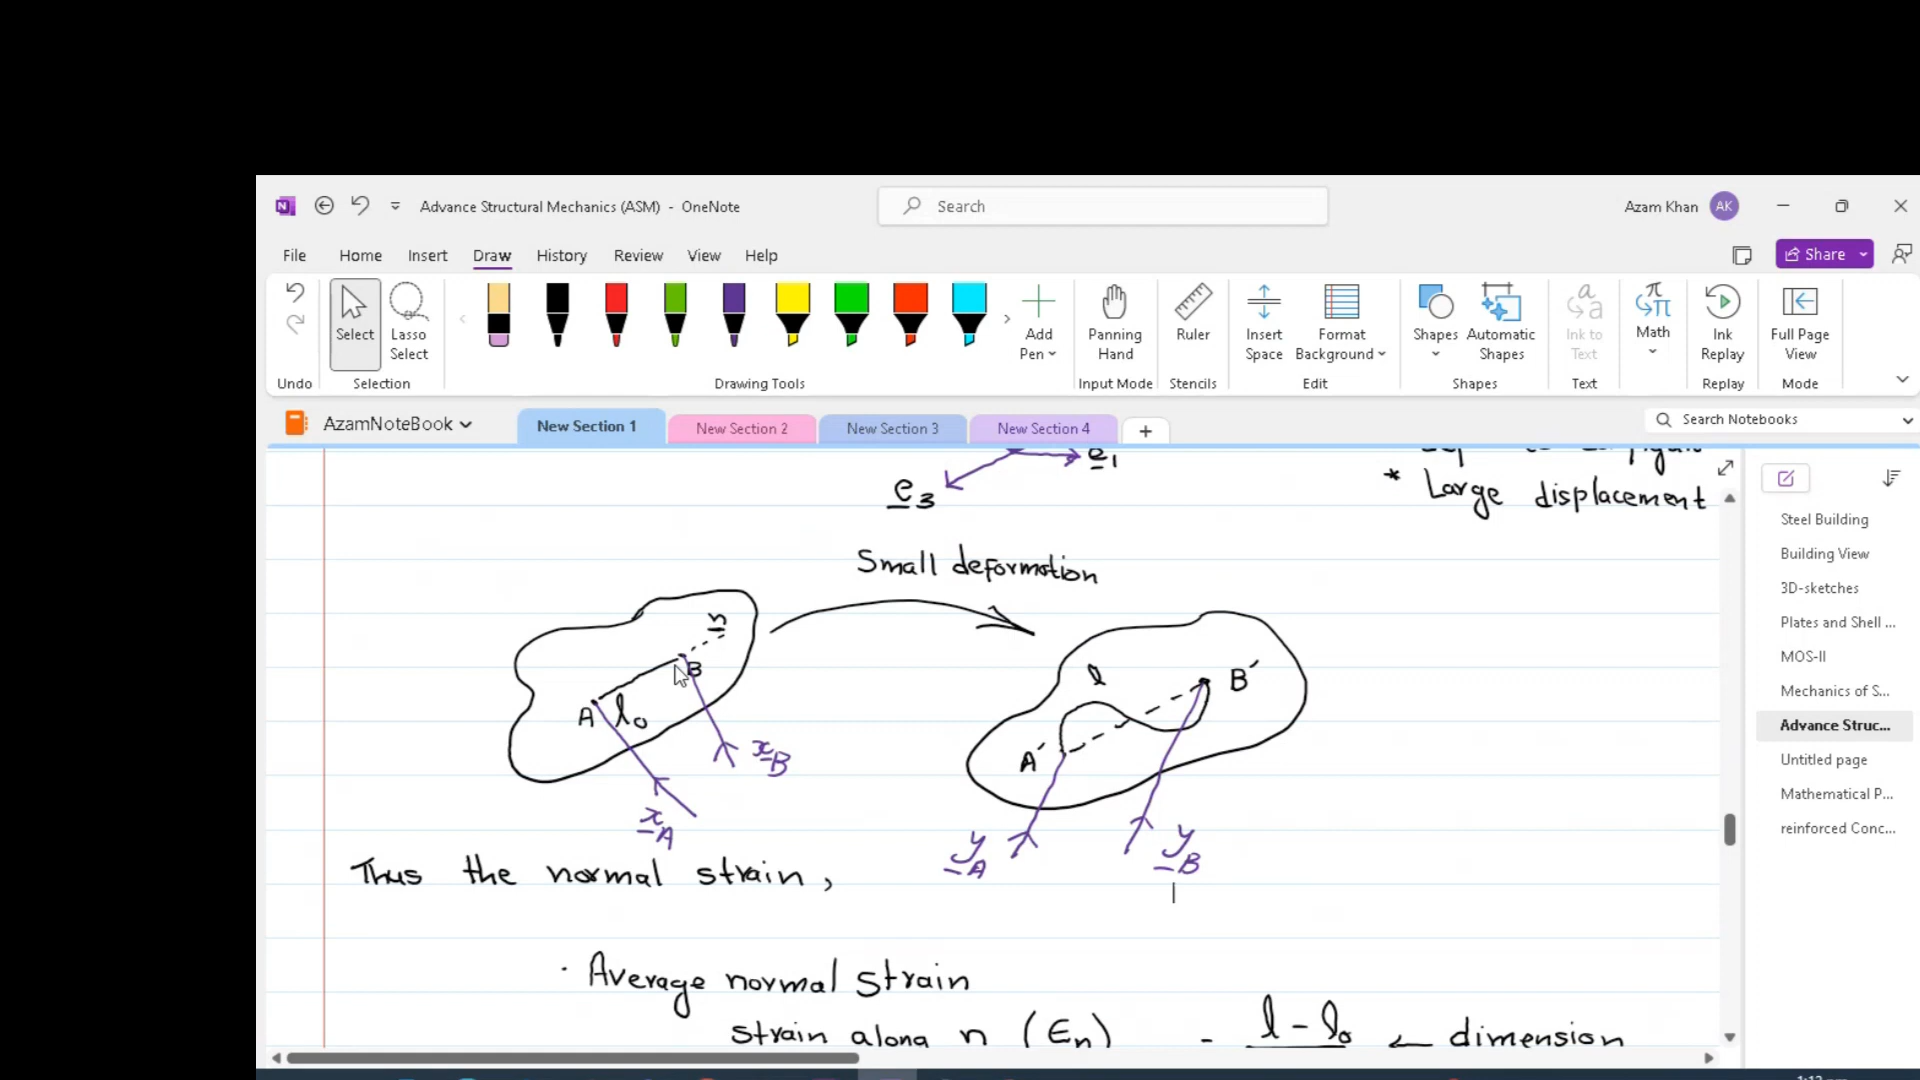 Advance Structural Mechanics (ASM) - OneNote
Search
Azam Khan AK
File Home Insert Draw History Review View Help
Share
Select
Lasso Select
Add Pen
Panning Hand
Ruler
Insert Space
Format Background
Shapes
Automatic Shapes
Ink to Text
Math
Ink Replay
Full Page View
Undo Selection Drawing Tools Input Mode Stencils Edit Shapes Text Replay Mode
AzamNoteBook New Section 1 New Section 2 New Section 3 New Section 4 + Search Notebooks
e1
e3
* Large displacement
Small deformation
n
B
A l0
xB
xA
l
B′
A′
yA
yB
Thus the normal strain,
· Average normal strain
strain along n (En) = l - l0 ← dimension
Steel Building
Building View
3D-sketches
Plates and Shell ...
MOS-II
Mechanics of S...
Advance Struc...
Untitled page
Mathematical P...
reinforced Conc...